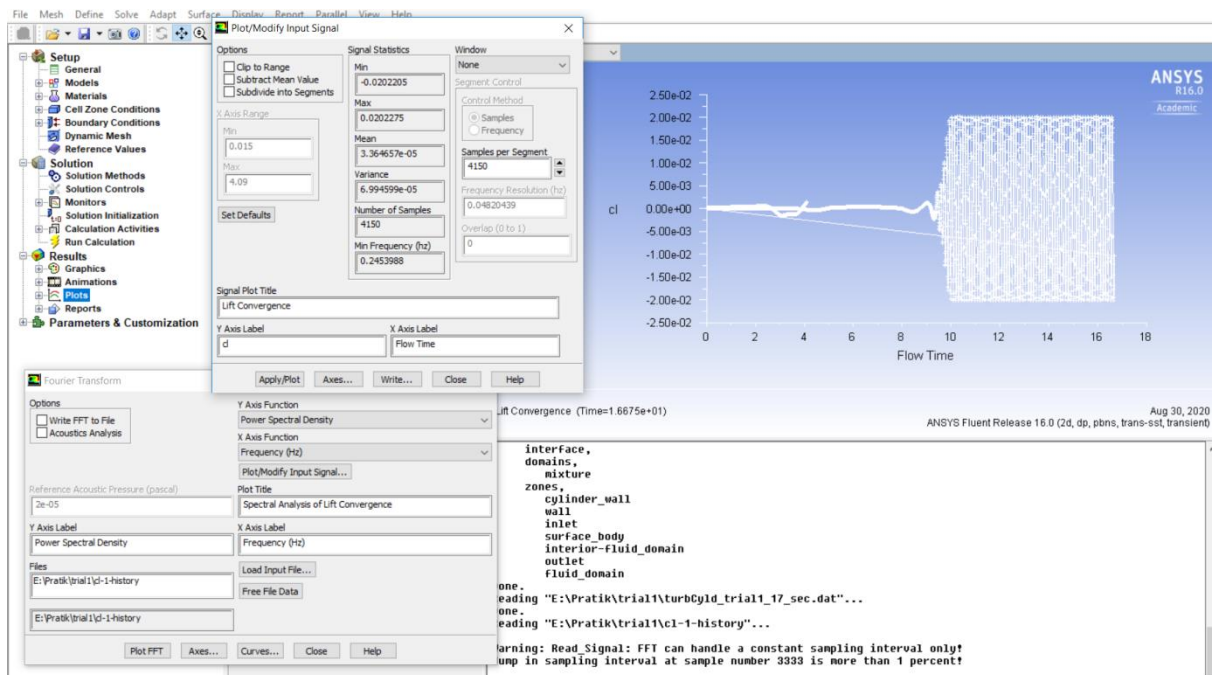 File Mesh Define Solve Adapt Surface Display Report Parallel View Help
Setup
General
Models
Materials
Cell Zone Conditions
Boundary Conditions
Dynamic Mesh
Reference Values
Solution
Solution Methods
Solution Controls
Monitors
Solution Initialization
Calculation Activities
Run Calculation
Results
Graphics
Animations
Plots
Reports
Parameters & Customization
Plot/Modify Input Signal
Options
Clip to Range
Subtract Mean Value
Subdivide into Segments
X Axis Range
Min
0.015
Max
4.09
Set Defaults
Signal Statistics
Min
-0.0202205
Max
0.0202275
Mean
3.364657e-05
Variance
6.994599e-05
Number of Samples
4150
Min Frequency (hz)
0.2453988
Window
None
Segment Control
Control Method
Samples
Frequency
Samples per Segment
4150
Frequency Resolution (hz)
0.04820439
Overlap (0 to 1)
0
Signal Plot Title
Lift Convergence
Y Axis Label
cl
X Axis Label
Flow Time
Apply/Plot Axes... Write... Close Help
ANSYS
R16.0
Academic
2.50e-02
2.00e-02
1.50e-02
1.00e-02
5.00e-03
0.00e+00
-5.00e-03
-1.00e-02
-1.50e-02
-2.00e-02
-2.50e-02
cl
0 2 4 6 8 10 12 14 16 18
Flow Time
Lift Convergence (Time=1.6675e+01)
Aug 30, 2020
ANSYS Fluent Release 16.0 (2d, dp, pbns, trans-sst, transient)
Fourier Transform
Options
Write FFT to File
Acoustics Analysis
Reference Acoustic Pressure (pascal)
2e-05
Y Axis Label
Power Spectral Density
Files
E:\Pratik\trial1\cl-1-history
E:\Pratik\trial1\cl-1-history
Y Axis Function
Power Spectral Density
X Axis Function
Frequency (Hz)
Plot/Modify Input Signal...
Plot Title
Spectral Analysis of Lift Convergence
X Axis Label
Frequency (Hz)
Load Input File...
Free File Data
Plot FFT Axes... Curves... Close Help
interface,
domains,
mixture
zones,
cylinder_wall
wall
inlet
surface_body
interior-fluid_domain
outlet
fluid_domain
one.
eading "E:\Pratik\trial1\turbCyld_trial1_17_sec.dat"...
one.
eading "E:\Pratik\trial1\cl-1-history"...
arning: Read_Signal: FFT can handle a constant sampling interval only!
ump in sampling interval at sample number 3333 is more than 1 percent!